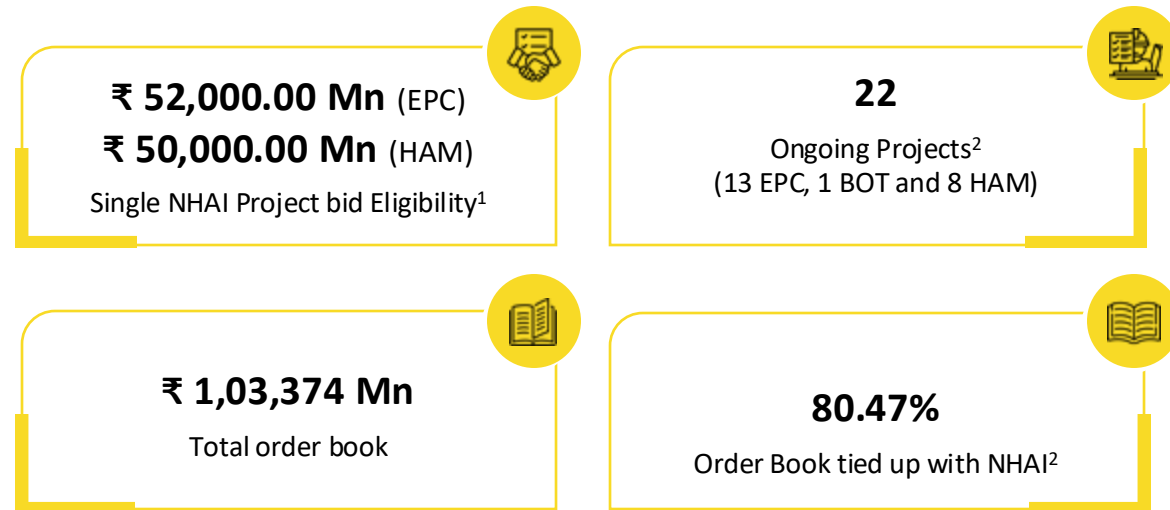 ₹ 52,000.00 Mn (EPC)
₹ 50,000.00 Mn (HAM)
Single NHAI Project bid Eligibility¹
22
Ongoing Projects²
(13 EPC, 1 BOT and 8 HAM)
₹ 1,03,374 Mn
Total order book
80.47%
Order Book tied up with NHAI²